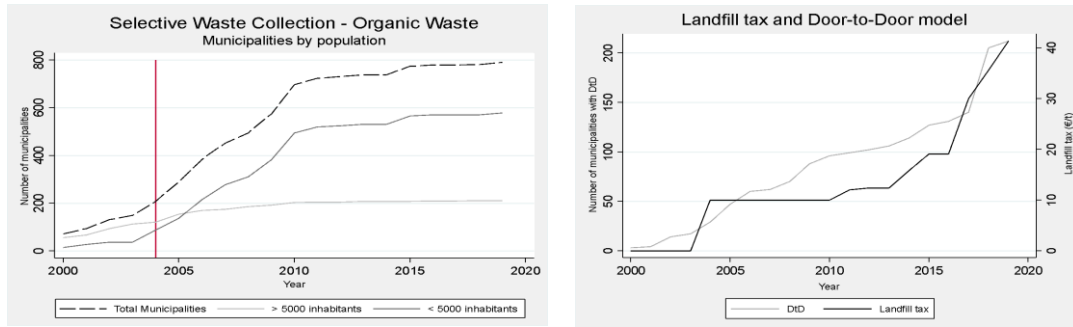 Selective Waste Collection - Organic Waste
Municipalities by population
Number of municipalities
0
200
400
600
800
2000
2005
2010
2015
2020
Year
Total Municipalities
> 5000 inhabitants
< 5000 inhabitants
Landfill tax and Door-to-Door model
Number of municipalities with DtD
0
50
100
150
200
0
10
20
30
40
Landfill tax (€/t)
2000
2005
2010
2015
2020
Year
DtD
Landfill tax